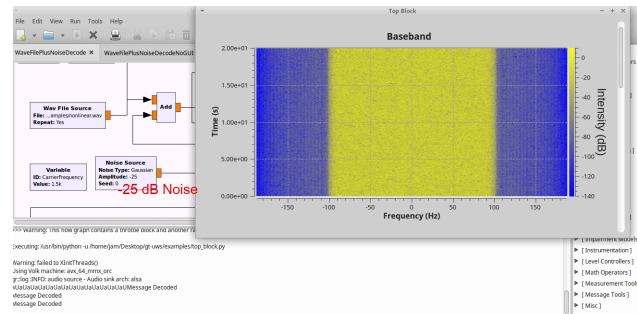 Top Block
File Edit View Run Tools Help
WaveFilePlusNoiseDecode × WaveFilePlusNoiseDecodeNoGUI
Wav File Source
File: ...ampleshonlinear.wav
Repeat: Yes
Add
Variable
ID: CarrierFrequency
Value: 1.5k
Noise Source
Noise Type: Gaussian
Amplitude: -25
Seed: 0
-25 dB Noise
Baseband
2.00e+01
1.50e+01
1.00e+01
5.00e+00
0.00e+00
Time (s)
-150 -100 -50 0 50 100 150
Frequency (Hz)
0
-20
-40
-60
-80
-100
-120
-140
Intensity (dB)
>>> Warning: This flow graph contains a throttle block and another ra
Executing: /usr/bin/python -u /home/jam/Desktop/gt-uws/examples/top_block.py
Warning: failed to XInitThreads()
Using Volk machine: avx_64_mmx_orc
gr::log :INFO: audio source - Audio sink arch: alsa
aUaUaUaUaUaUaUaUaUaUaUaUaUaUaUaUaUMessage Decoded
Message Decoded
Message Decoded
[ Impairment Models
[ Instrumentation ]
[ Level Controllers ]
[ Math Operators ]
[ Measurement Tools
[ Message Tools ]
[ Misc ]